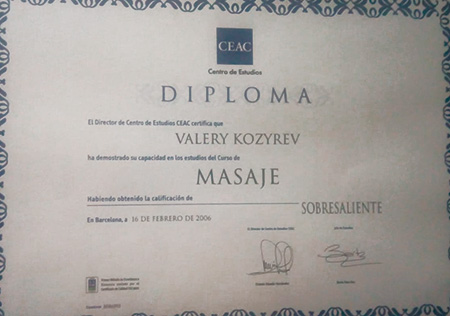 CEAC
Centro de Estudios
DIPLOMA
El Director de Centro de Estudios CEAC certifica que
VALERY KOZYREV
ha demostrado su capacidad en los estudios del Curso de
MASAJE
Habiendo obtenido la calificación de
SOBRESALIENTE
En Barcelona, a 16 DE FEBRERO DE 2006